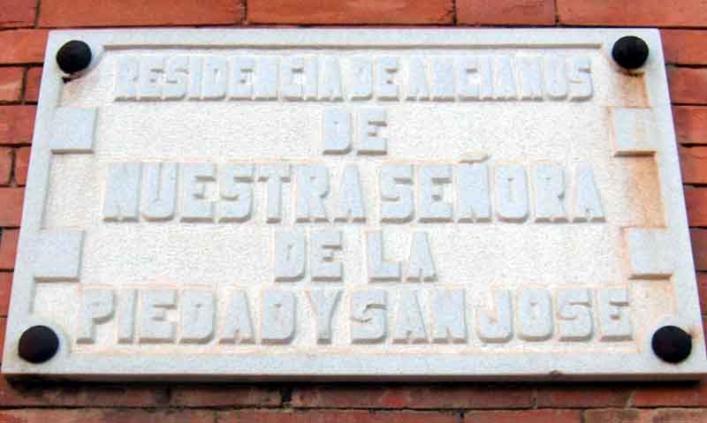 RESIDENCIA DE ANCIANOS
DE
NUESTRA SEÑORA
DE LA
PIEDAD Y SAN JOSE